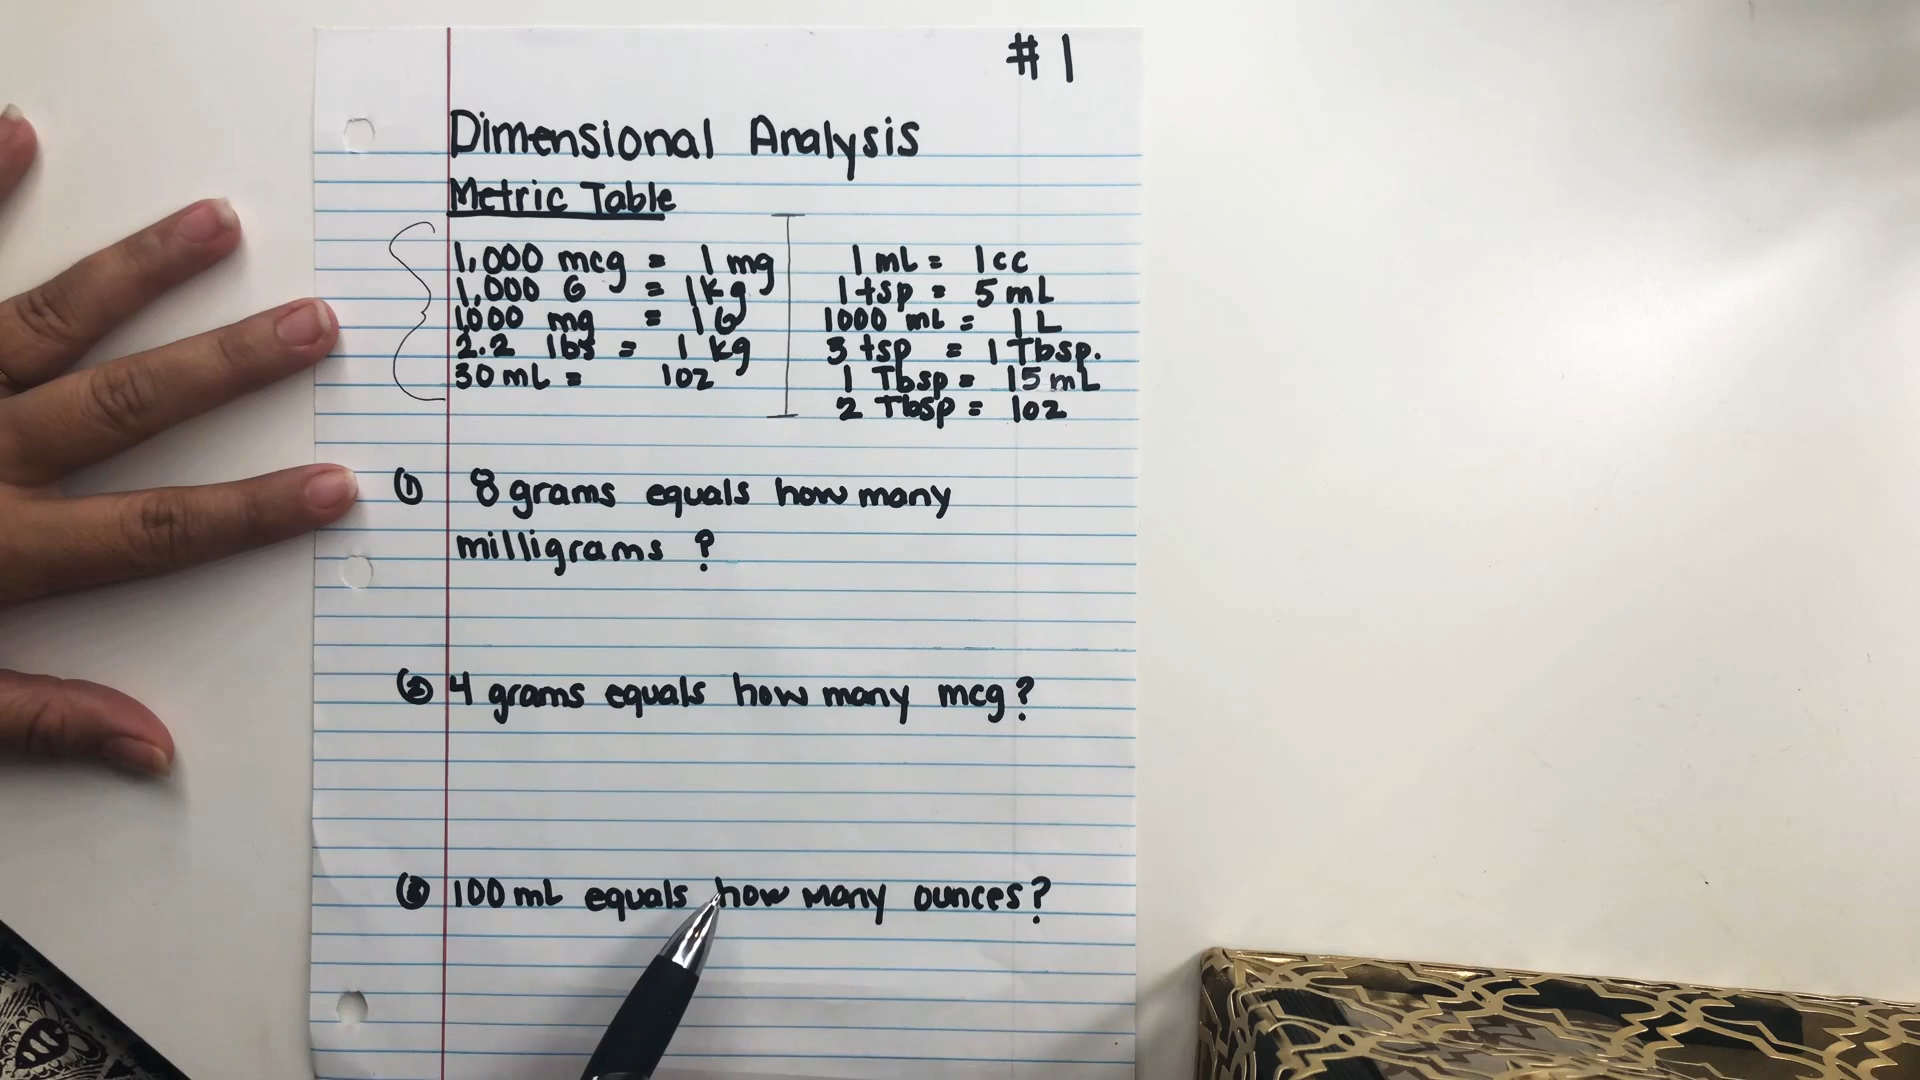 # 1
Dimensional Analysis
Metric Table
1,000 mcg = 1 mg
1,000 G = 1kg
1000 mg = 1G
2.2 lbs = 1 kg
30 mL = 1oz
1 mL = 1cc
1 tsp = 5 mL
1000 mL = 1L
3 tsp = 1 Tbsp.
1 Tbsp = 15 mL
2 Tbsp = 1oz
① 8 grams equals how many
milligrams ?
② 4 grams equals how many mcg?
③ 100 mL equals how many ounces?